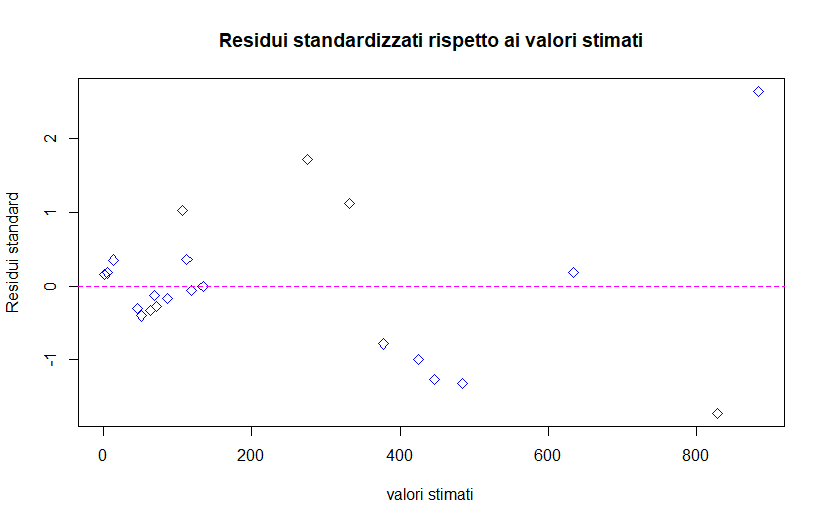 Residui standardizzati rispetto ai valori stimati
Residui standard
2
1
0
-1
0 200 400 600 800
valori stimati